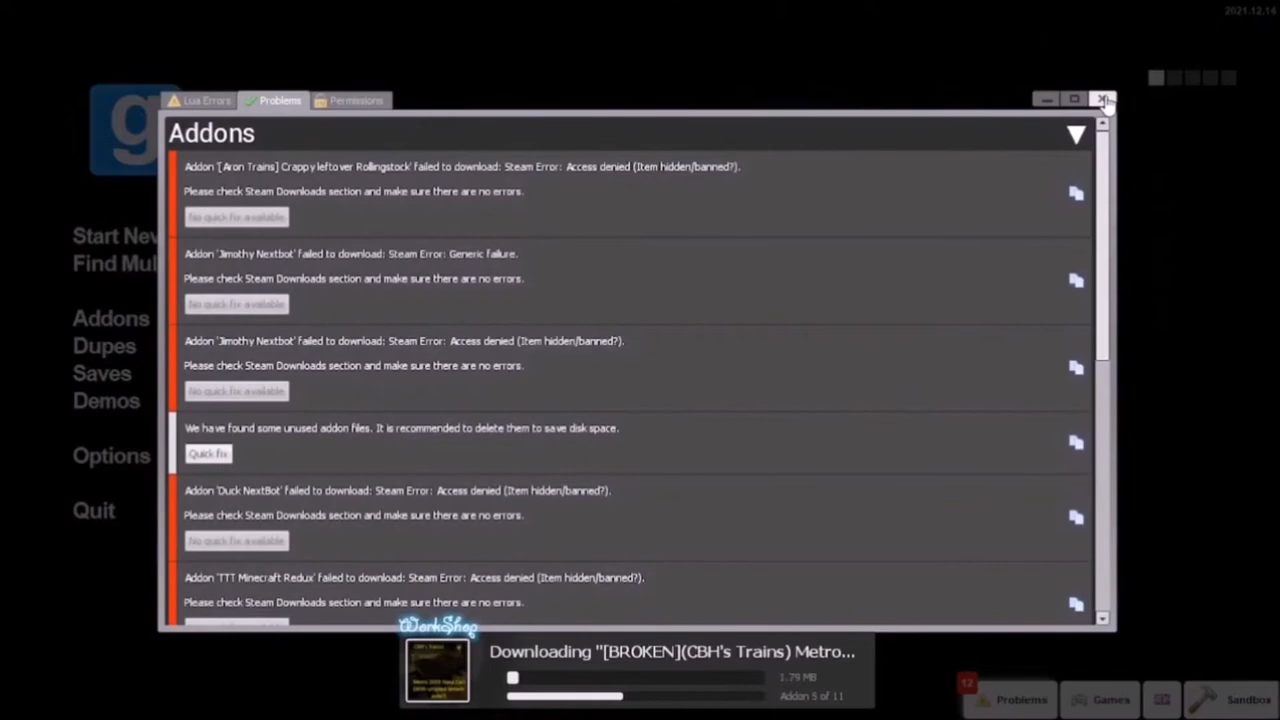 2021.12.14
g
Lua Errors
Problems
Permissions
Addons
Addon '[Aron Trains] Crappy leftover Rollingstock' failed to download: Steam Error: Access denied (Item hidden/banned?).
Please check Steam Downloads section and make sure there are no errors.
No quick fix available
Addon 'Jimothy Nextbot' failed to download: Steam Error: Generic failure.
Please check Steam Downloads section and make sure there are no errors.
No quick fix available
Addon 'Jimothy Nextbot' failed to download: Steam Error: Access denied (Item hidden/banned?).
Please check Steam Downloads section and make sure there are no errors.
No quick fix available
We have found some unused addon files. It is recommended to delete them to save disk space.
Quick fix
Addon 'Duck NextBot' failed to download: Steam Error: Access denied (Item hidden/banned?).
Please check Steam Downloads section and make sure there are no errors.
No quick fix available
Addon 'TTT Minecraft Redux' failed to download: Steam Error: Access denied (Item hidden/banned?).
Please check Steam Downloads section and make sure there are no errors.
Start New
Find Mul
Addons
Dupes
Saves
Demos
Options
Quit
WorkShop
Downloading "[BROKEN](CBH's Trains) Metro...
1.79 MB
Addon 5 of 11
12
Problems
Games
Sandbox